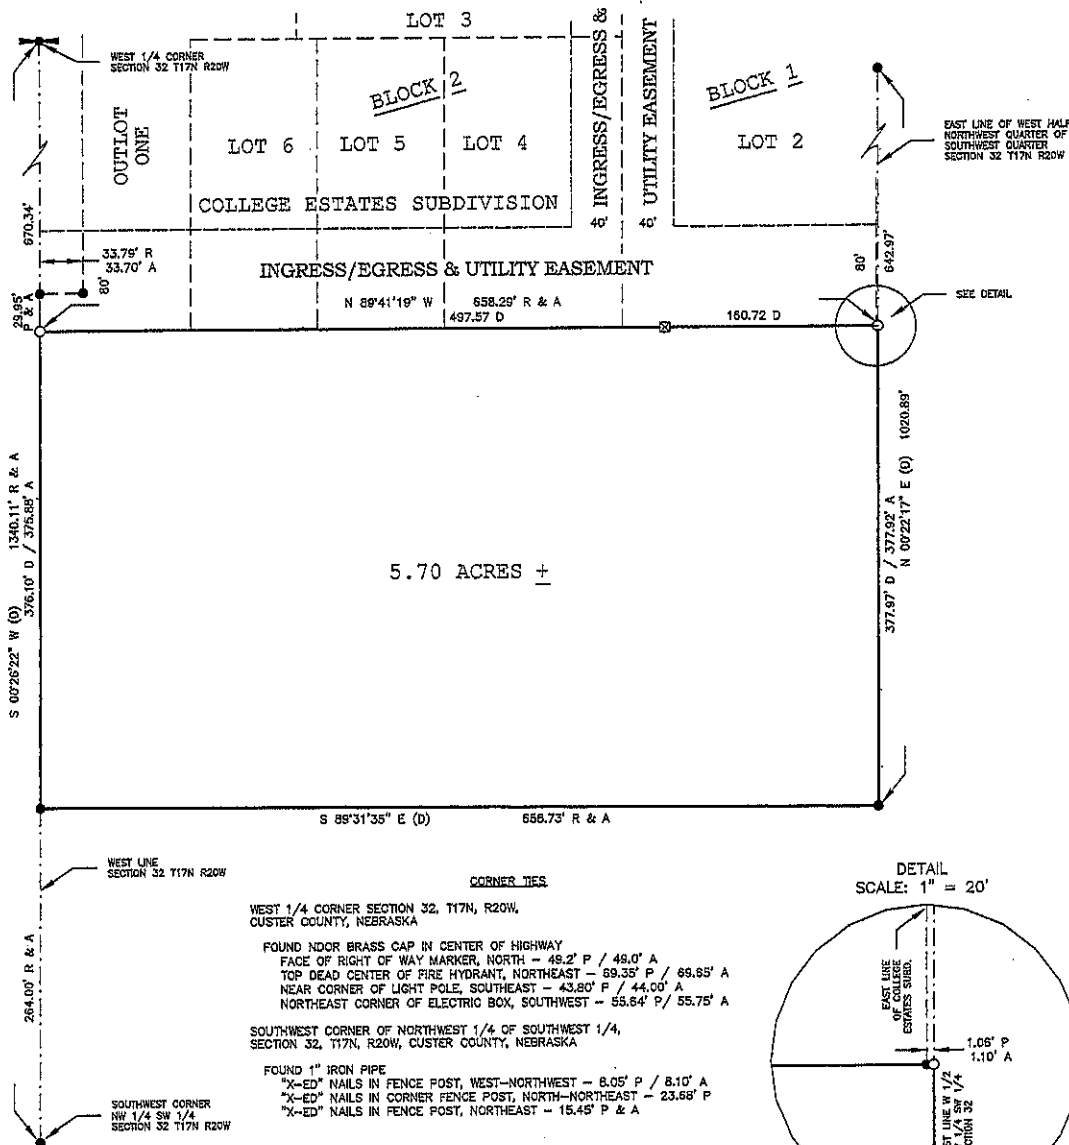 LOT 3
WEST 1/4 CORNER
SECTION 32 T17N R20W
OUTLOT
ONE
BLOCK 2
LOT 6
LOT 5
LOT 4
COLLEGE ESTATES SUBDIVISION
INGRESS/EGRESS &
UTILITY EASEMENT
40'
40'
BLOCK 1
LOT 2
EAST LINE OF WEST HALF
NORTHWEST QUARTER OF
SOUTHWEST QUARTER
SECTION 32 T17N R20W
670.34'
33.79' R
33.70' A
80'
29.95'
P & A
INGRESS/EGRESS & UTILITY EASEMENT
N 89°41'19" W 658.29' R & A
497.57 D
160.72 D
80'
642.97'
SEE DETAIL
S 00°26'22" W (D) 1340.11' R & A
376.10' D / 375.88' A
5.70 ACRES ±
377.97' D / 377.92' A
N 00°22'17" E (D) 1020.89'
S 89°31'35" E (D) 658.73' R & A
WEST LINE
SECTION 32 T17N R20W
264.00' R & A
SOUTHWEST CORNER
NW 1/4 SW 1/4
SECTION 32 T17N R20W
CORNER TIES
WEST 1/4 CORNER SECTION 32, T17N, R20W,
CUSTER COUNTY, NEBRASKA
FOUND NDOR BRASS CAP IN CENTER OF HIGHWAY
FACE OF RIGHT OF WAY MARKER, NORTH – 49.2' P / 49.0' A
TOP DEAD CENTER OF FIRE HYDRANT, NORTHEAST – 69.35' P / 69.65' A
NEAR CORNER OF LIGHT POLE, SOUTHEAST – 43.80' P / 44.00' A
NORTHEAST CORNER OF ELECTRIC BOX, SOUTHWEST – 55.64' P/ 55.75' A
SOUTHWEST CORNER OF NORTHWEST 1/4 OF SOUTHWEST 1/4,
SECTION 32, T17N, R20W, CUSTER COUNTY, NEBRASKA
FOUND 1" IRON PIPE
"X–ED" NAILS IN FENCE POST, WEST–NORTHWEST – 8.05' P / 8.10' A
"X–ED" NAILS IN CORNER FENCE POST, NORTH–NORTHEAST – 23.68' P
"X–ED" NAILS IN FENCE POST, NORTHEAST – 15.45' P & A
DETAIL
SCALE: 1" = 20'
EAST LINE
OF COLLEGE
ESTATES SUBD.
1.06' P
1.10' A
ST LINE W 1/2
1/4 SW 1/4
CTION 32